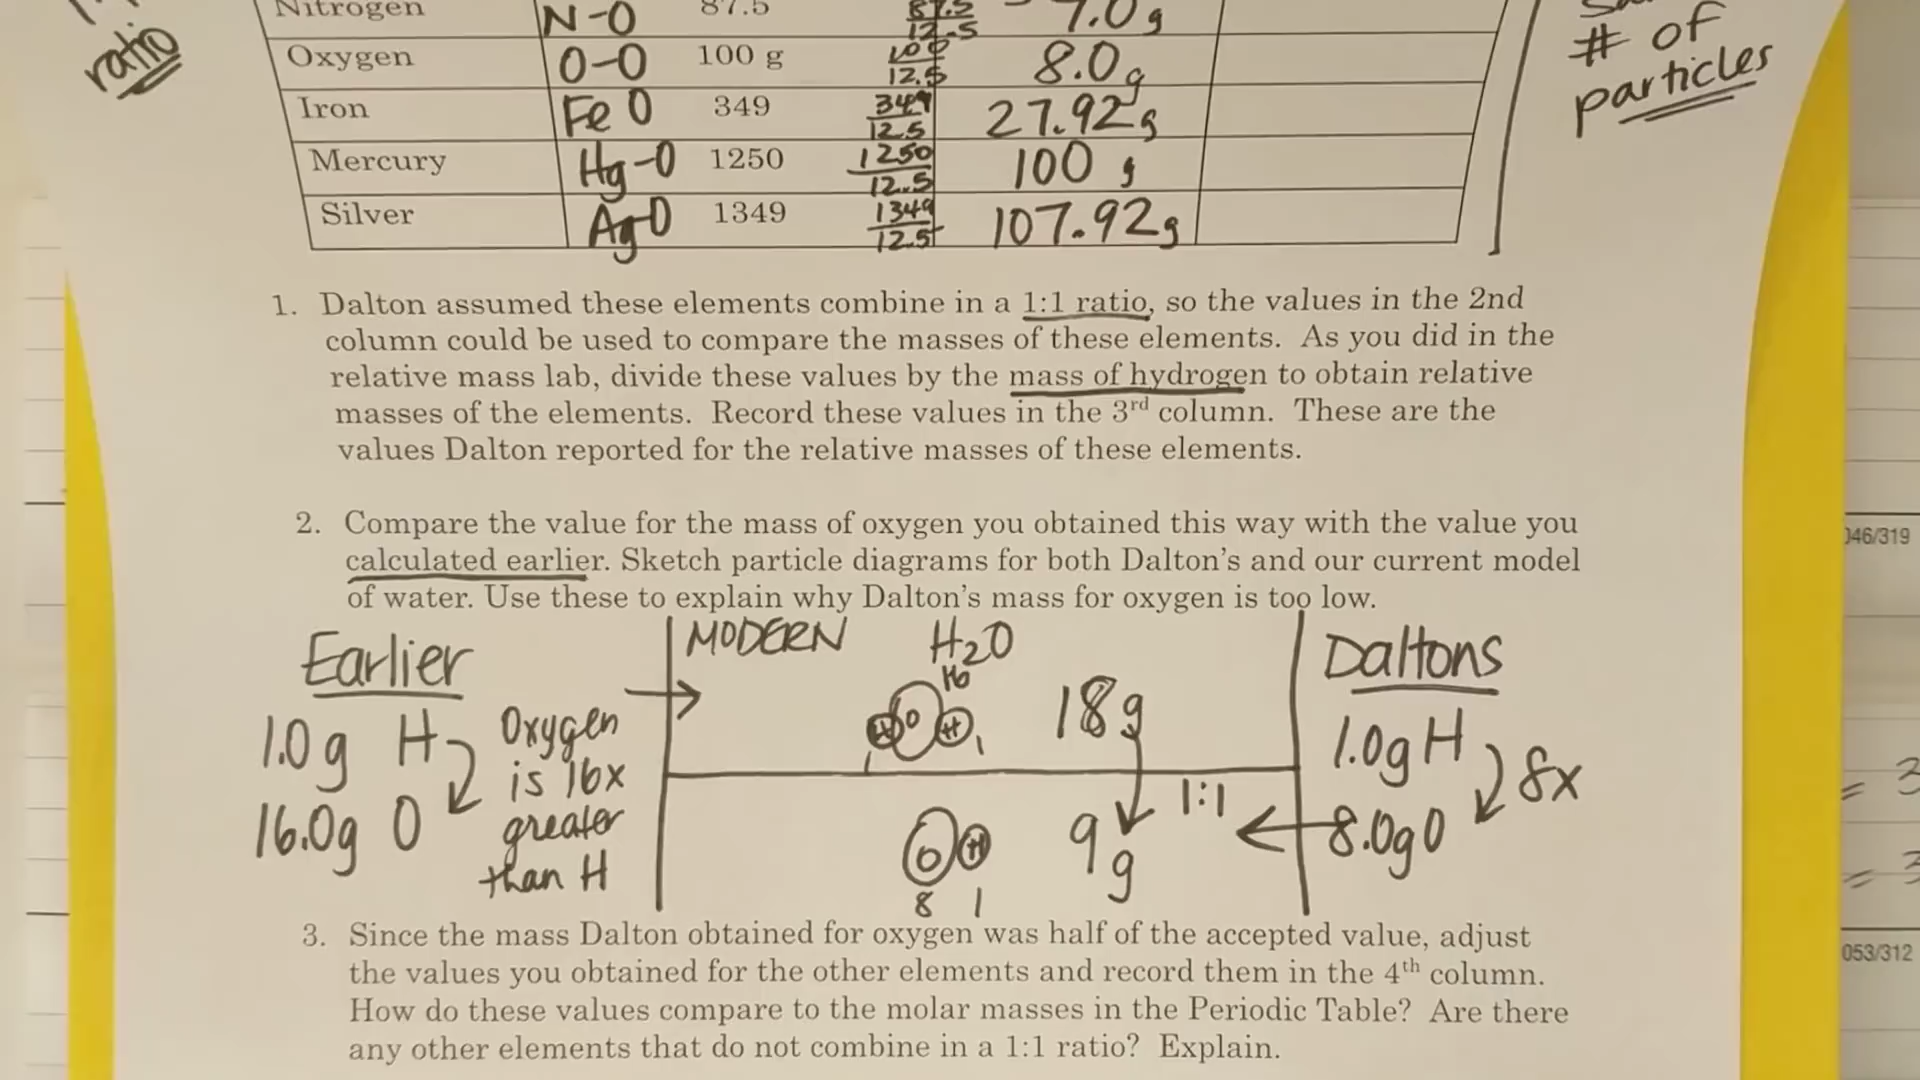 ratio
Nitrogen N-O 87.5 87.5/12.5 7.0g
Oxygen O-O 100 g 100/12.5 8.0g
Iron Fe O 349 349/12.5 27.92g
Mercury Hg-O 1250 1250/12.5 100 g
Silver Ag O 1349 1349/12.5 107.92g
# of
particles
1. Dalton assumed these elements combine in a 1:1 ratio, so the values in the 2nd
column could be used to compare the masses of these elements. As you did in the
relative mass lab, divide these values by the mass of hydrogen to obtain relative
masses of the elements. Record these values in the 3rd column. These are the
values Dalton reported for the relative masses of these elements.
2. Compare the value for the mass of oxygen you obtained this way with the value you
calculated earlier. Sketch particle diagrams for both Dalton's and our current model
of water. Use these to explain why Dalton's mass for oxygen is too low.
Earlier
1.0g H
16.0g O
Oxygen
is 16x
greater
than H
MODERN H2O
16
H O H
1 1
18g
O H
8 1
9g
1:1
Daltons
1.0gH
8.0gO
8x
3. Since the mass Dalton obtained for oxygen was half of the accepted value, adjust
the values you obtained for the other elements and record them in the 4th column.
How do these values compare to the molar masses in the Periodic Table? Are there
any other elements that do not combine in a 1:1 ratio? Explain.
046/319
= 3
= 3
053/312